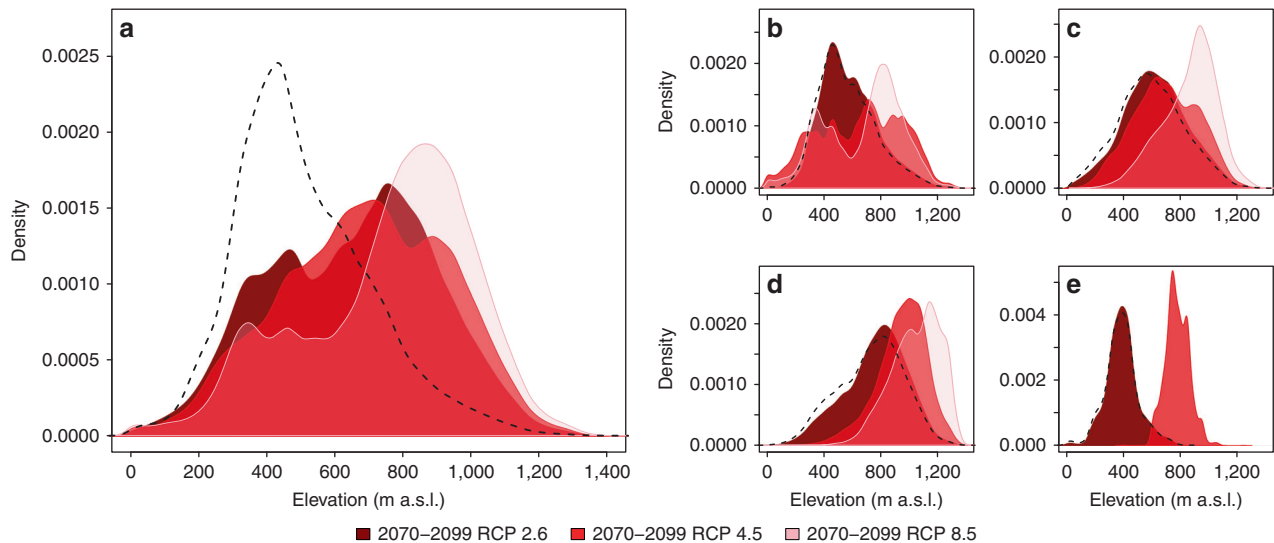 a
0.0025
0.0020
0.0015
0.0010
0.0005
0.0000
Density
0 200 400 600 800 1,000 1,200 1,400
Elevation (m a.s.l.)
b
0.0020
0.0010
0.0000
Density
0 400 800 1,200
c
0.0020
0.0010
0.0000
0 400 800 1,200
d
0.0020
0.0010
0.0000
Density
0 400 800 1,200
Elevation (m a.s.l.)
e
0.004
0.002
0.000
0 400 800 1,200
Elevation (m a.s.l.)
2070–2099 RCP 2.6 2070–2099 RCP 4.5 2070–2099 RCP 8.5